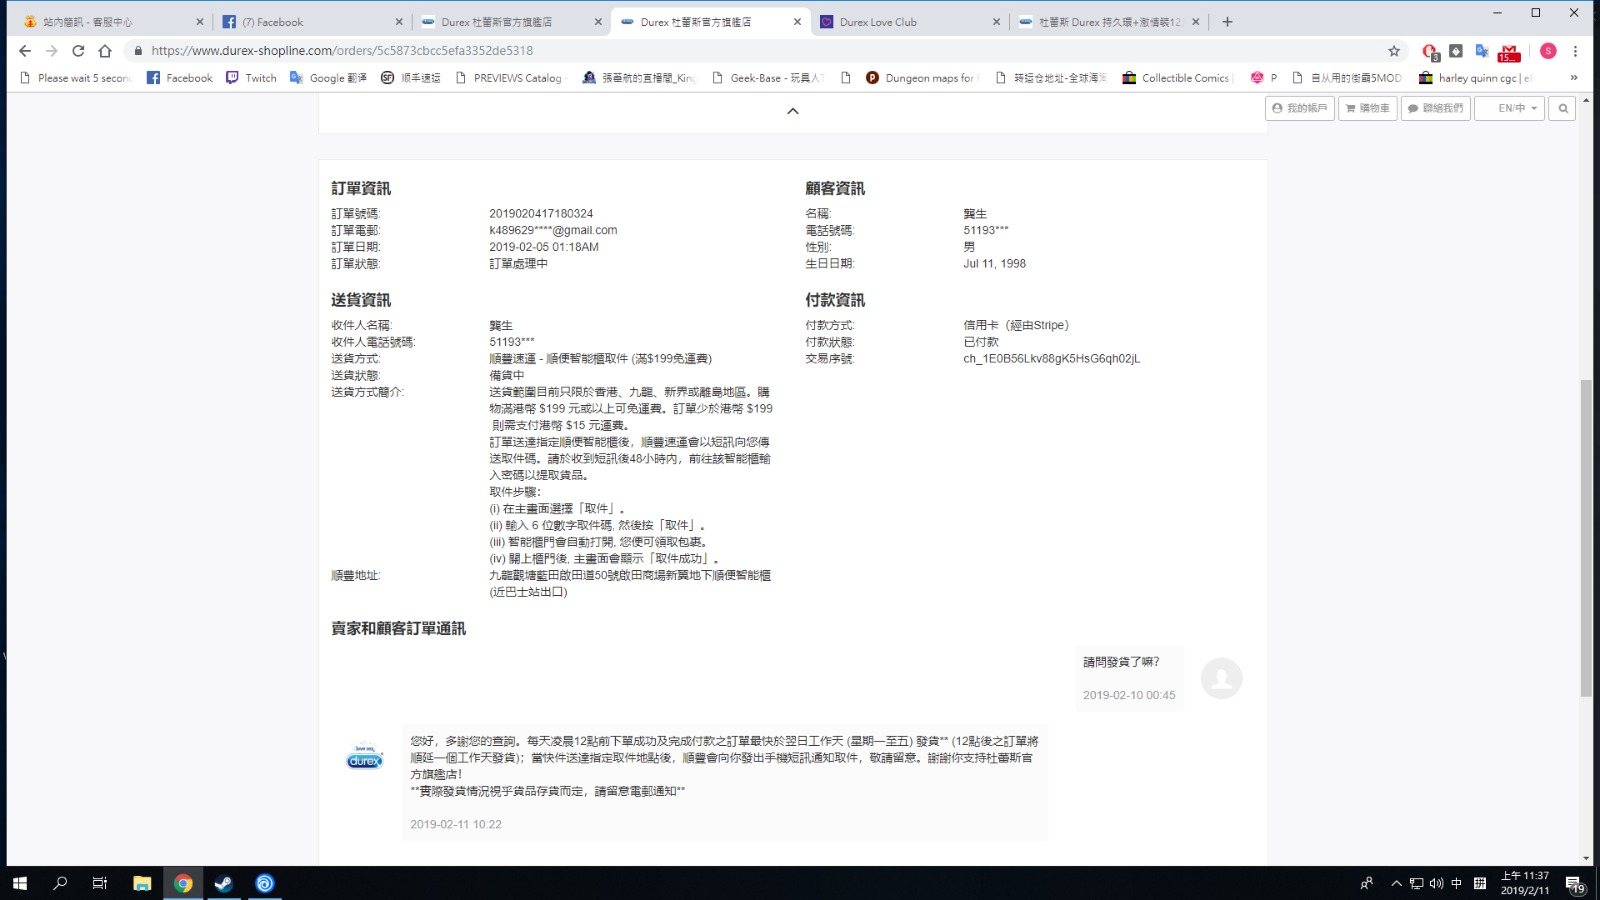 站內簡訊 - 客服中心
(7) Facebook
Durex 杜蕾斯官方旗艦店
Durex 杜蕾斯官方旗艦店
Durex Love Club
杜蕾斯 Durex 持久環+激情裝12
https://www.durex-shopline.com/orders/5c5873cbcc5efa3352de5318
Please wait 5 secon
Facebook
Twitch
Google 翻译
顺丰速运
PREVIEWS Catalog
張華航的直播間_King
Geek-Base - 玩具人
Dungeon maps for
转运仓地址-全球海淘
Collectible Comics
P
自从用的街霸5MOD
harley quinn cgc | e
»
我的帳戶
購物車
聯絡我們
EN/中
訂單資訊
訂單號碼: 2019020417180324
訂單電郵: k489629****@gmail.com
訂單日期: 2019-02-05 01:18AM
訂單狀態: 訂單處理中
顧客資訊
名稱: 龔生
電話號碼: 51193***
性別: 男
生日日期: Jul 11, 1998
送貨資訊
收件人名稱: 龔生
收件人電話號碼: 51193***
送貨方式: 順豐速運 - 順便智能櫃取件 (滿$199免運費)
送貨狀態: 備貨中
送貨方式簡介: 送貨範圍目前只限於香港、九龍、新界或離島地區。購
物滿港幣 $199 元或以上可免運費。訂單少於港幣 $199
則需支付港幣 $15 元運費。
訂單送達指定順便智能櫃後，順豐速運會以短訊向您傳
送取件碼。請於收到短訊後48小時內，前往該智能櫃輸
入密碼以提取貨品。
取件步驟：
(i) 在主畫面選擇「取件」。
(ii) 輸入 6 位數字取件碼, 然後按「取件」。
(iii) 智能櫃門會自動打開, 您便可領取包裹。
(iv) 關上櫃門後, 主畫面會顯示「取件成功」。
順豐地址: 九龍觀塘藍田啟田道50號啟田商場新翼地下順便智能櫃
(近巴士站出口)
付款資訊
付款方式: 信用卡（經由Stripe）
付款狀態: 已付款
交易序號: ch_1E0B56Lkv88gK5HsG6qh02jL
賣家和顧客訂單通訊
請問發貨了嘛?
2019-02-10 00:45
durex
您好，多謝您的查詢。每天凌晨12點前下單成功及完成付款之訂單最快於翌日工作天 (星期一至五) 發貨** (12點後之訂單將
順延一個工作天發貨)；當快件送達指定取件地點後，順豐會向你發出手機短訊通知取件，敬請留意。謝謝你支持杜蕾斯官
方旗艦店！
**實際發貨情況視乎貨品存貨而定，請留意電郵通知**
2019-02-11 10:22
中
上午 11:37
2019/2/11
19